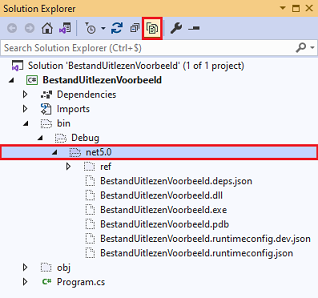 Solution Explorer
Search Solution Explorer (Ctrl+$)
Solution 'BestandUitlezenVoorbeeld' (1 of 1 project)
BestandUitlezenVoorbeeld
Dependencies
Imports
bin
Debug
net5.0
ref
BestandUitlezenVoorbeeld.deps.json
BestandUitlezenVoorbeeld.dll
BestandUitlezenVoorbeeld.exe
BestandUitlezenVoorbeeld.pdb
BestandUitlezenVoorbeeld.runtimeconfig.dev.json
BestandUitlezenVoorbeeld.runtimeconfig.json
obj
C# Program.cs